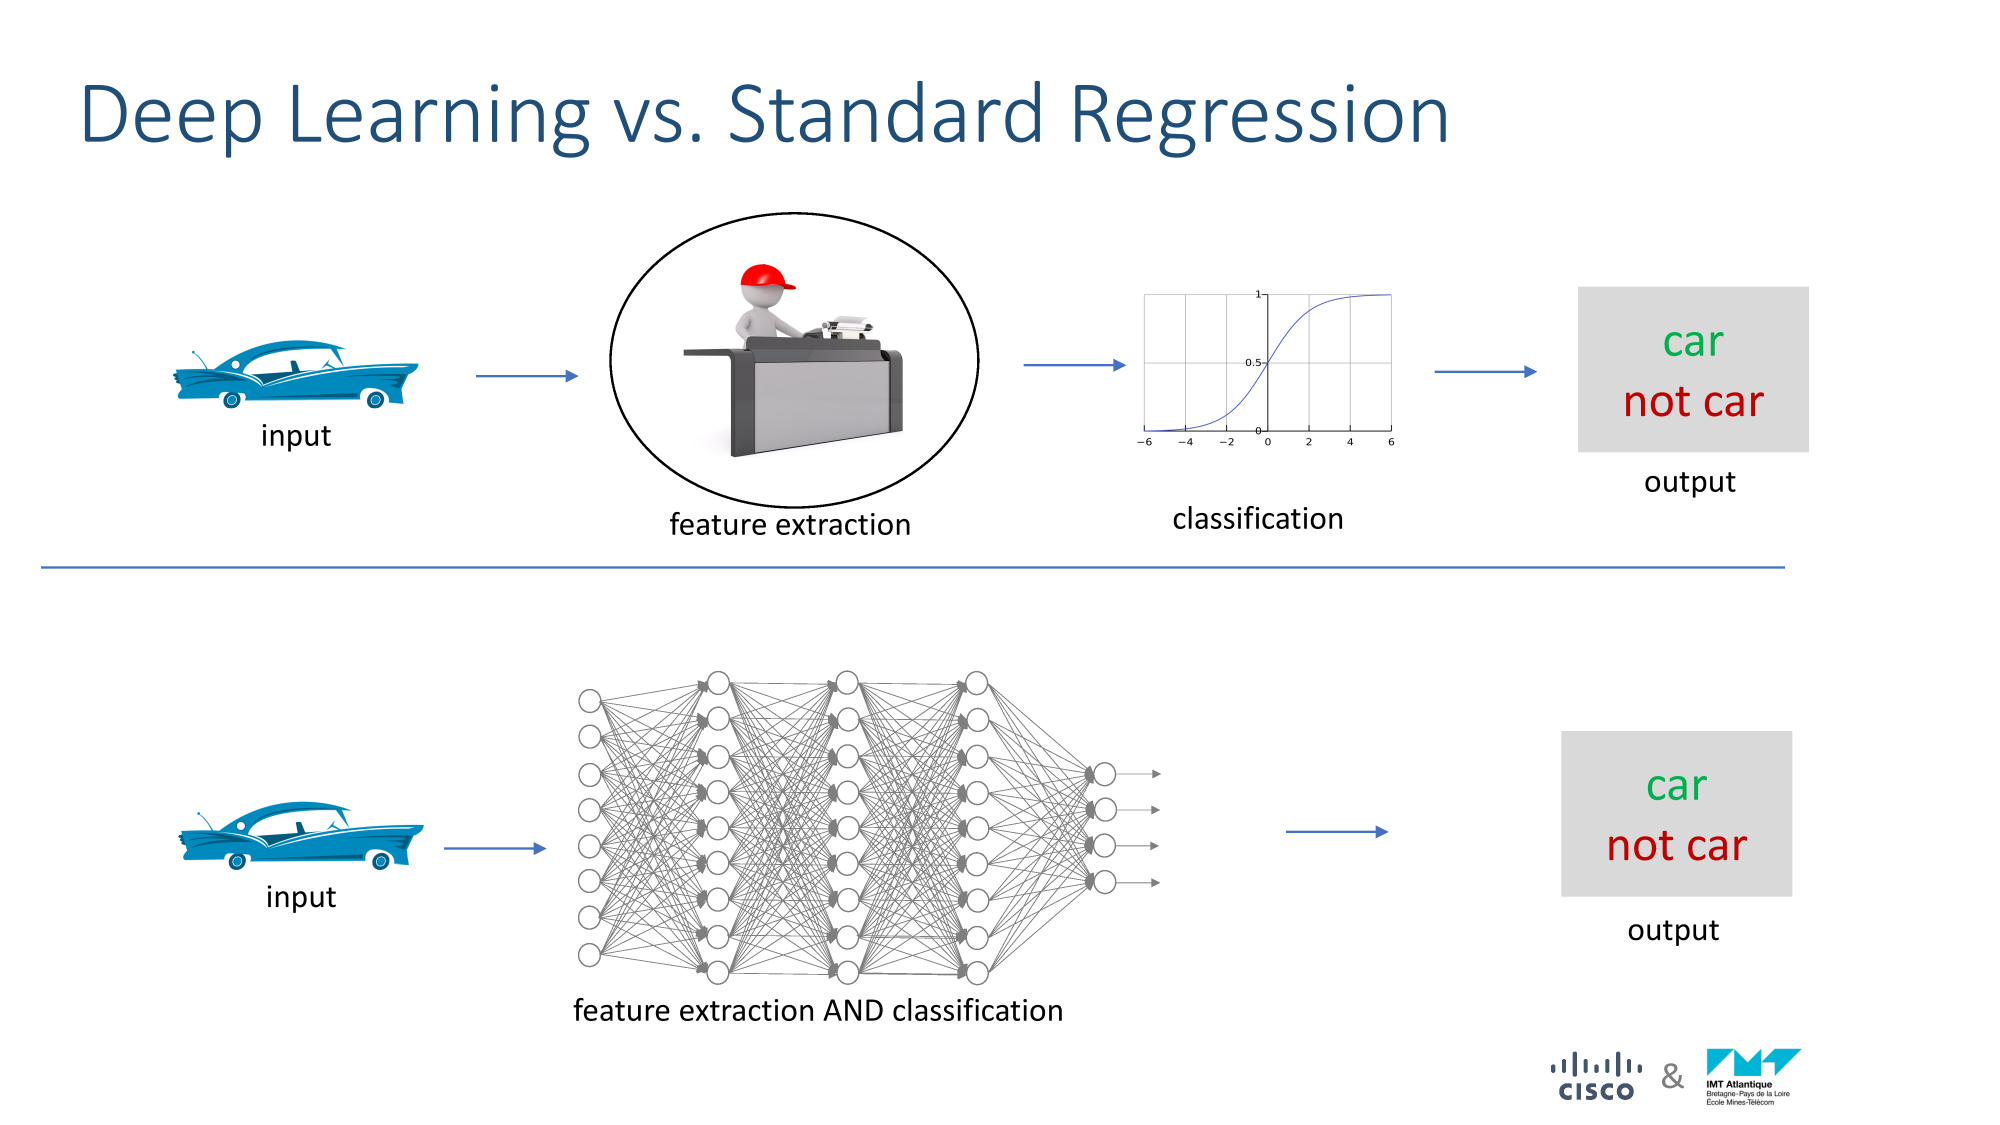 Deep Learning vs. Standard Regression
input
feature extraction
1
0.5
0
−6 −4 −2 0 2 4 6
classification
car
not car
output
input
feature extraction AND classification
car
not car
output
CISCO
&
IMT Atlantique
Bretagne-Pays de la Loire
École Mines-Télécom